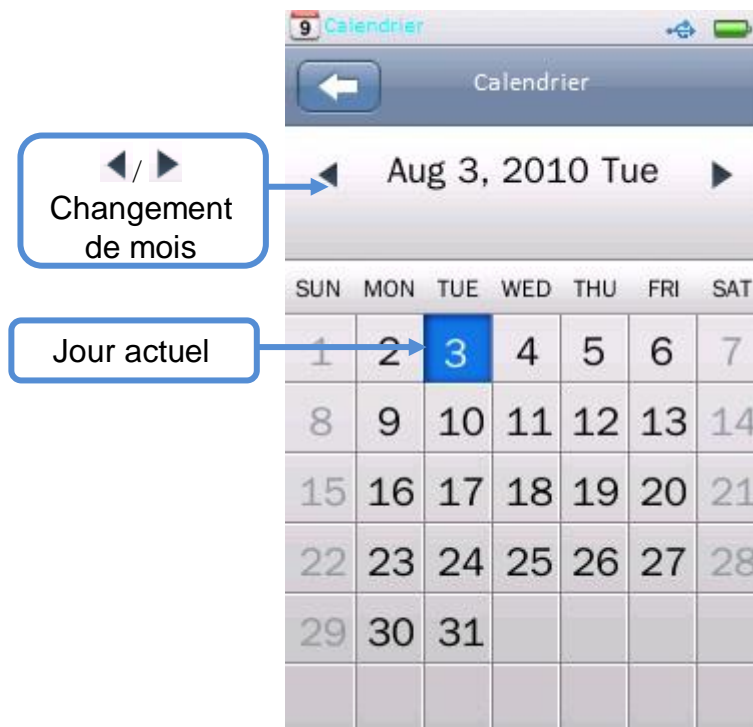 9 Calendrier
Calendrier
◀ / ▶
Changement
de mois
Aug 3, 2010 Tue
SUN MON TUE WED THU FRI SAT
Jour actuel
1 2 3 4 5 6 7
8 9 10 11 12 13 14
15 16 17 18 19 20 21
22 23 24 25 26 27 28
29 30 31